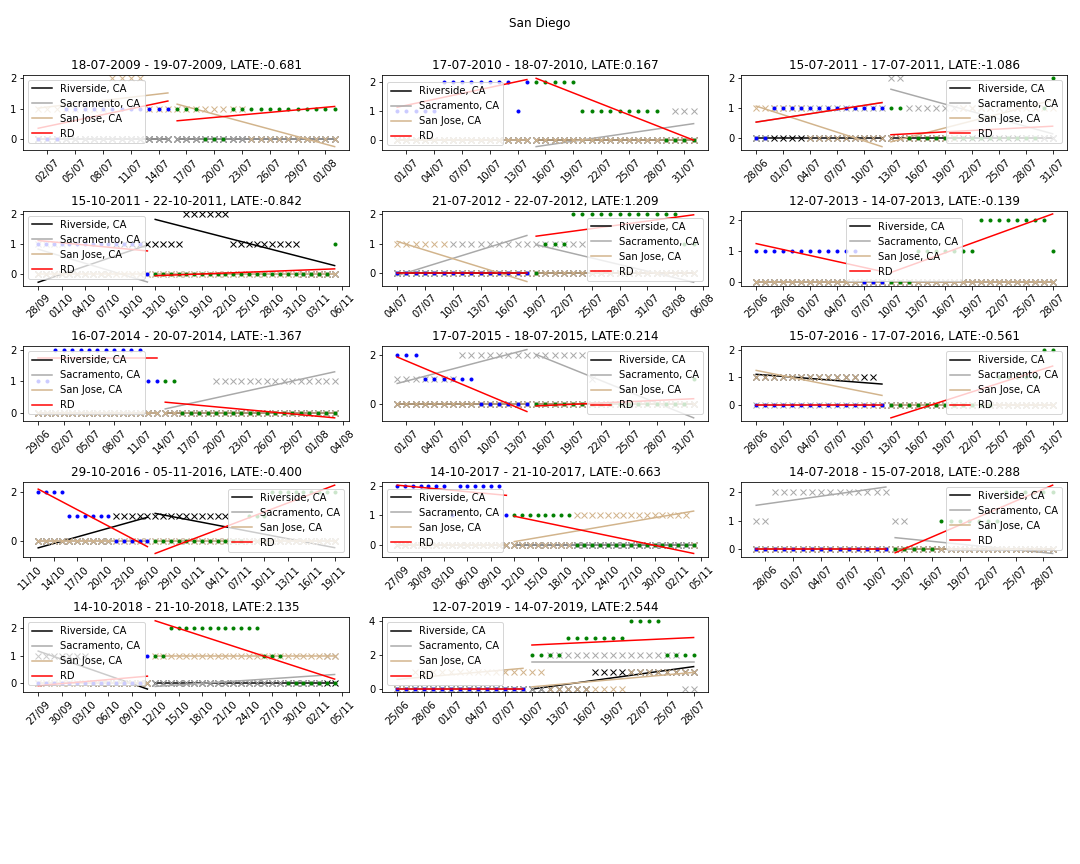 San Diego
18-07-2009 - 19-07-2009, LATE:-0.681
2
1
0
Riverside, CA
Sacramento, CA
San Jose, CA
RD
02/07 05/07 08/07 11/07 14/07 17/07 20/07 23/07 26/07 29/07 01/08
17-07-2010 - 18-07-2010, LATE:0.167
2
1
0
Riverside, CA
Sacramento, CA
San Jose, CA
RD
01/07 04/07 07/07 10/07 13/07 16/07 19/07 22/07 25/07 28/07 31/07
15-07-2011 - 17-07-2011, LATE:-1.086
2
1
0
Riverside, CA
Sacramento, CA
San Jose, CA
RD
28/06 01/07 04/07 07/07 10/07 13/07 16/07 19/07 22/07 25/07 28/07 31/07
15-10-2011 - 22-10-2011, LATE:-0.842
2
1
0
Riverside, CA
Sacramento, CA
San Jose, CA
RD
28/09 01/10 04/10 07/10 10/10 13/10 16/10 19/10 22/10 25/10 28/10 31/10 03/11 06/11
21-07-2012 - 22-07-2012, LATE:1.209
2
1
0
Riverside, CA
Sacramento, CA
San Jose, CA
RD
04/07 07/07 10/07 13/07 16/07 19/07 22/07 25/07 28/07 31/07 03/08 06/08
12-07-2013 - 14-07-2013, LATE:-0.139
2
1
0
Riverside, CA
Sacramento, CA
San Jose, CA
RD
25/06 28/06 01/07 04/07 07/07 10/07 13/07 16/07 19/07 22/07 25/07 28/07
16-07-2014 - 20-07-2014, LATE:-1.367
2
1
0
Riverside, CA
Sacramento, CA
San Jose, CA
RD
29/06 02/07 05/07 08/07 11/07 14/07 17/07 20/07 23/07 26/07 29/07 01/08 04/08
17-07-2015 - 18-07-2015, LATE:0.214
2
0
Riverside, CA
Sacramento, CA
San Jose, CA
RD
01/07 04/07 07/07 10/07 13/07 16/07 19/07 22/07 25/07 28/07 31/07
15-07-2016 - 17-07-2016, LATE:-0.561
2
1
0
Riverside, CA
Sacramento, CA
San Jose, CA
RD
28/06 01/07 04/07 07/07 10/07 13/07 16/07 19/07 22/07 25/07 28/07 31/07
29-10-2016 - 05-11-2016, LATE:-0.400
2
0
Riverside, CA
Sacramento, CA
San Jose, CA
RD
11/10 14/10 17/10 20/10 23/10 26/10 29/10 01/11 04/11 07/11 10/11 13/11 16/11 19/11
14-10-2017 - 21-10-2017, LATE:-0.663
2
1
0
Riverside, CA
Sacramento, CA
San Jose, CA
RD
27/09 30/09 03/10 06/10 09/10 12/10 15/10 18/10 21/10 24/10 27/10 30/10 02/11 05/11
14-07-2018 - 15-07-2018, LATE:-0.288
2
1
0
Riverside, CA
Sacramento, CA
San Jose, CA
RD
28/06 01/07 04/07 07/07 10/07 13/07 16/07 19/07 22/07 25/07 28/07
14-10-2018 - 21-10-2018, LATE:2.135
2
1
0
Riverside, CA
Sacramento, CA
San Jose, CA
RD
27/09 30/09 03/10 06/10 09/10 12/10 15/10 18/10 21/10 24/10 27/10 30/10 02/11 05/11
12-07-2019 - 14-07-2019, LATE:2.544
4
2
0
Riverside, CA
Sacramento, CA
San Jose, CA
RD
25/06 28/06 01/07 04/07 07/07 10/07 13/07 16/07 19/07 22/07 25/07 28/07